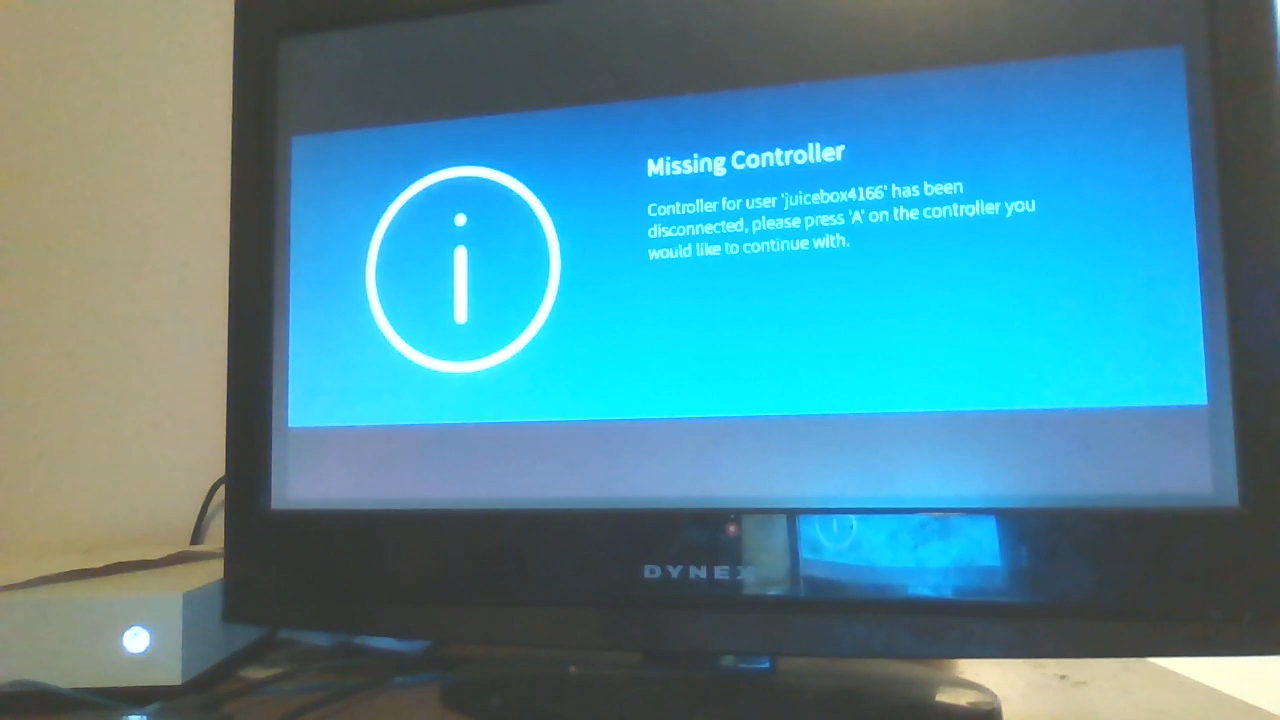 Missing Controller
Controller for user 'juicebox4166' has been
disconnected, please press 'A' on the controller you
would like to continue with.
DYNEX